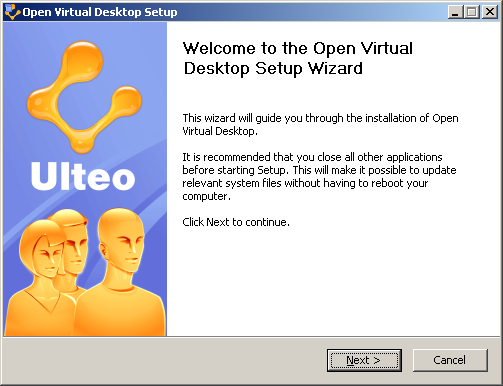 Open Virtual Desktop Setup
Welcome to the Open Virtual
Desktop Setup Wizard
This wizard will guide you through the installation of Open
Virtual Desktop.
It is recommended that you close all other applications
before starting Setup. This will make it possible to update
relevant system files without having to reboot your
computer.
Click Next to continue.
Ulteo
Next >
Cancel